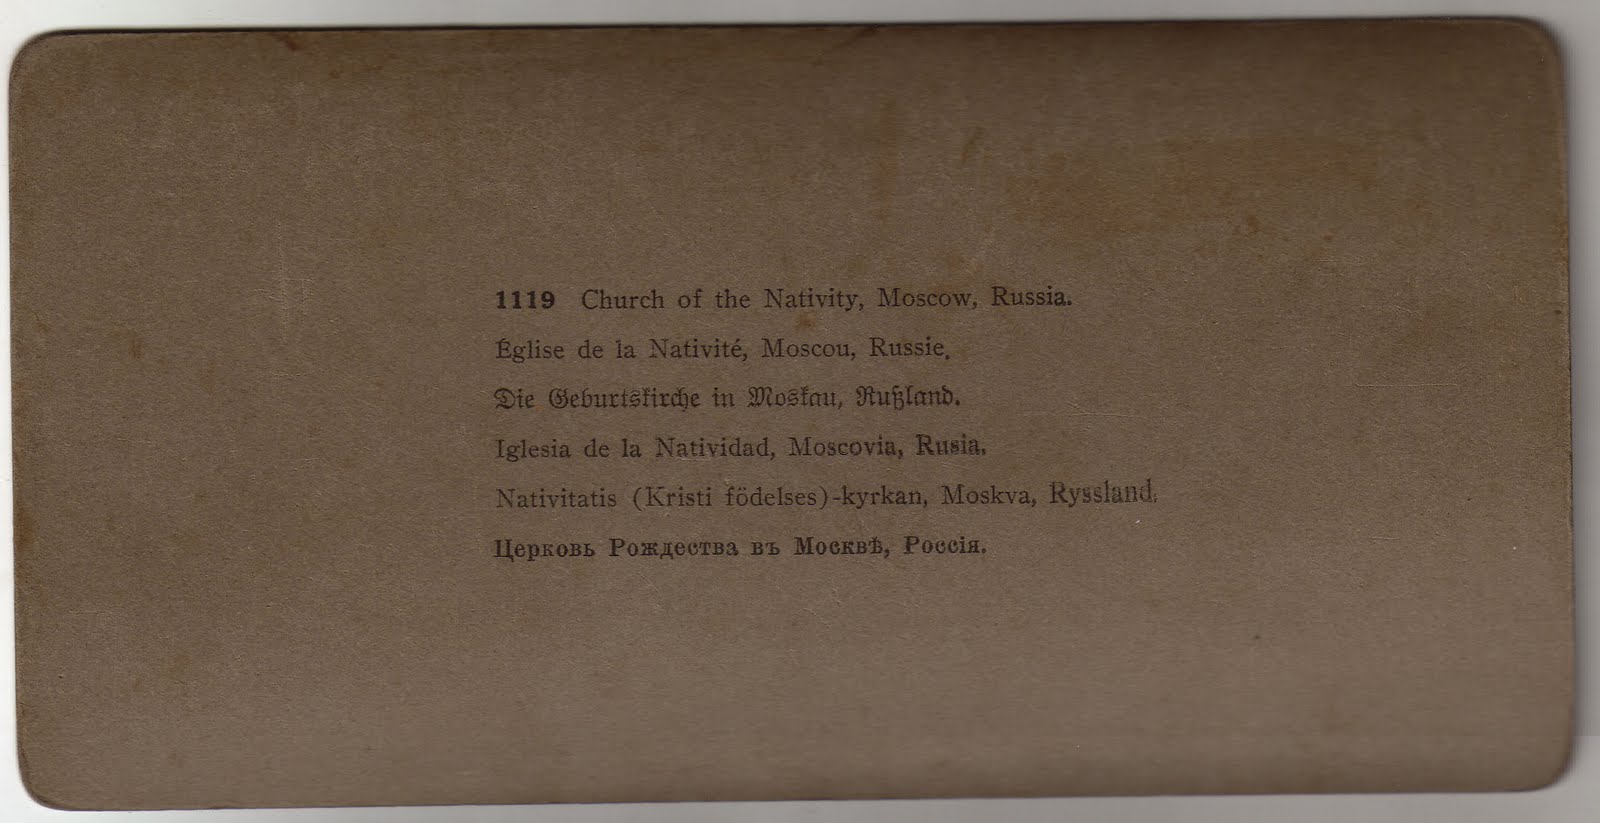 1119 Church of the Nativity, Moscow, Russia.
Église de la Nativité, Moscou, Russie.
Die Geburtskirche in Moskau, Rußland.
Iglesia de la Natividad, Moscovia, Rusia.
Nativitatis (Kristi födelses)-kyrkan, Moskva, Ryssland.
Церковь Рождества въ Москвѣ, Россія.